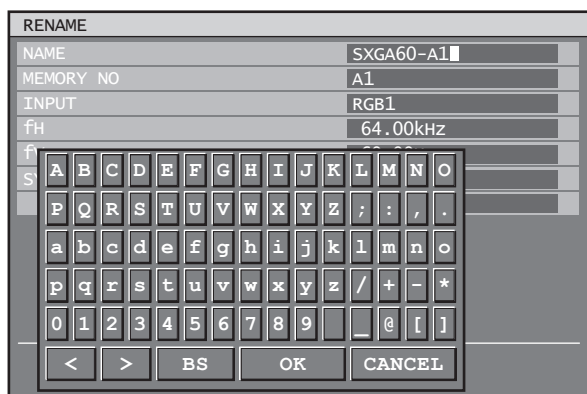 RENAME
NAME SXGA60-A1
MEMORY NO A1
INPUT RGB1
fH 64.00kHz
A B C D E F G H I J K L M N O
P Q R S T U V W X Y Z ; : , .
a b c d e f g h i j k l m n o
p q r s t u v w x y z / + - *
0 1 2 3 4 5 6 7 8 9 _ @ [ ]
< > BS OK CANCEL